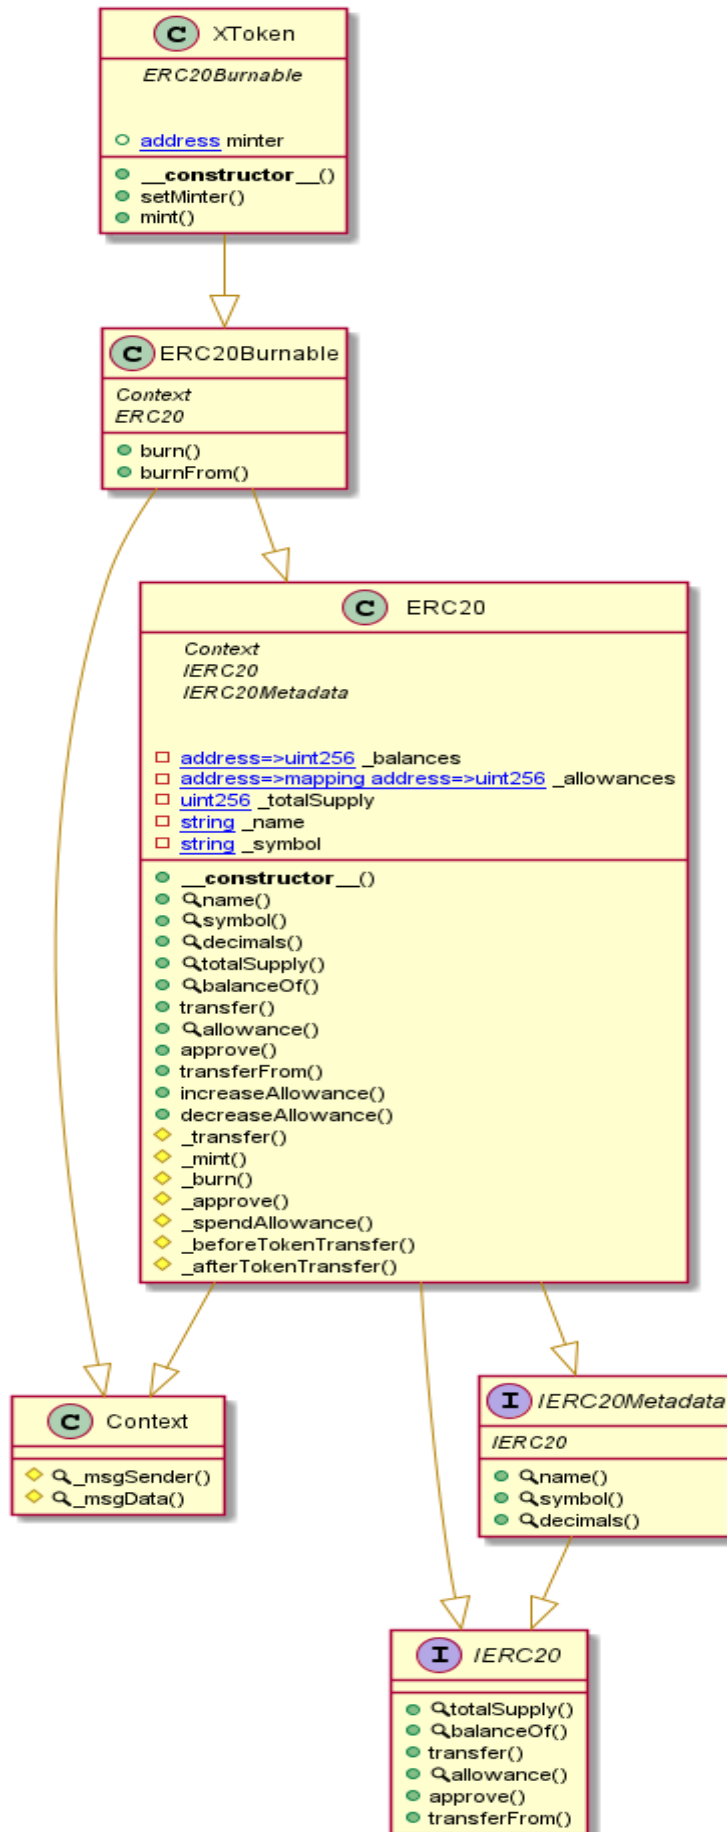 C XToken
ERC20Burnable
address minter
__constructor__()
setMinter()
mint()
C ERC20Burnable
Context
ERC20
burn()
burnFrom()
C ERC20
Context
IERC20
IERC20Metadata
address=>uint256 _balances
address=>mapping address=>uint256 _allowances
uint256 _totalSupply
string _name
string _symbol
__constructor__()
name()
symbol()
decimals()
totalSupply()
balanceOf()
transfer()
allowance()
approve()
transferFrom()
increaseAllowance()
decreaseAllowance()
_transfer()
_mint()
_burn()
_approve()
_spendAllowance()
_beforeTokenTransfer()
_afterTokenTransfer()
C Context
_msgSender()
_msgData()
I IERC20Metadata
IERC20
name()
symbol()
decimals()
I IERC20
totalSupply()
balanceOf()
transfer()
allowance()
approve()
transferFrom()